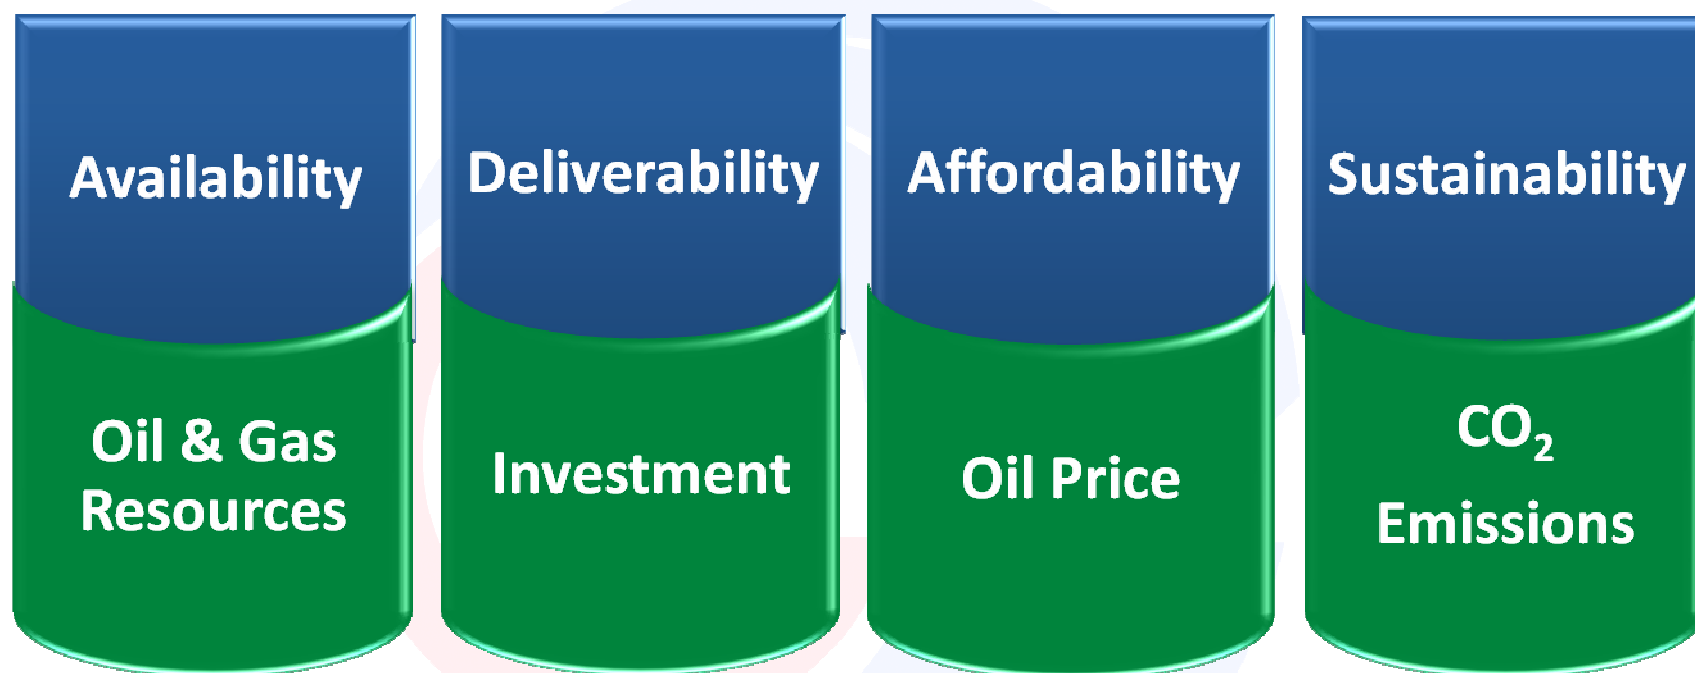 Availability
Oil & Gas
Resources
Deliverability
Investment
Affordability
Oil Price
Sustainability
CO₂
Emissions